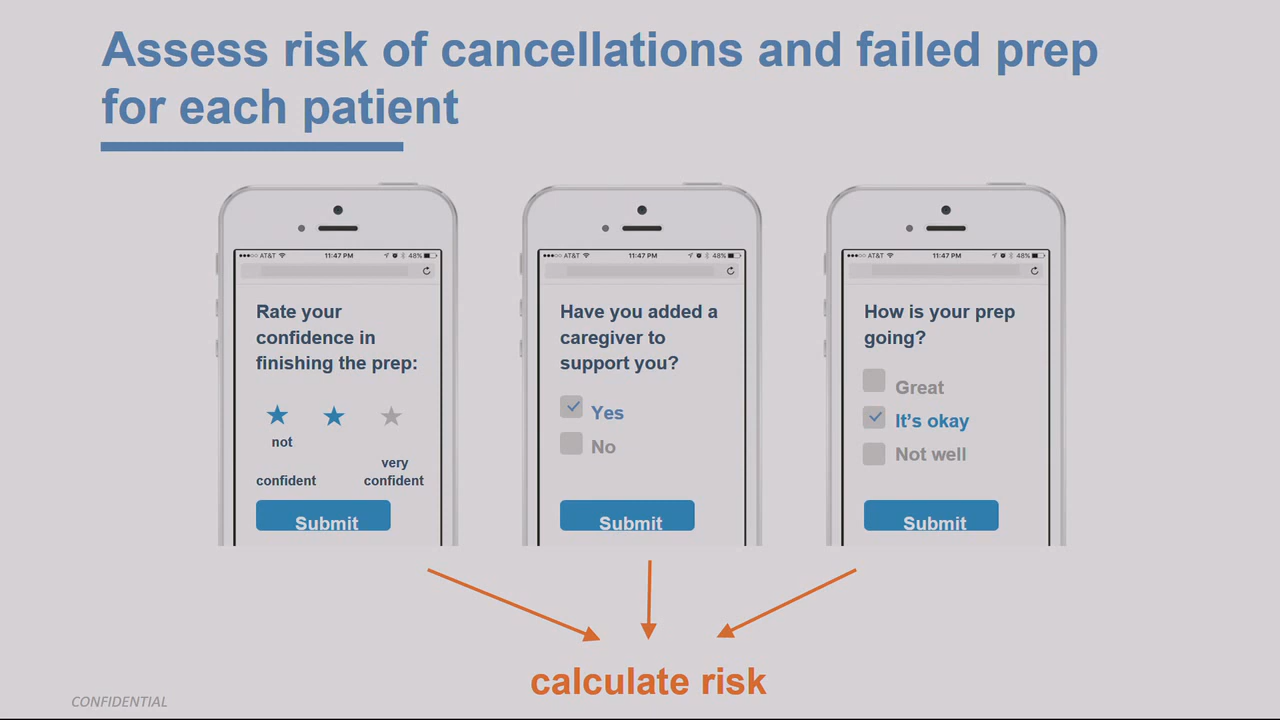 Assess risk of cancellations and failed prep
for each patient
●●●○○ AT&T 11:47 PM 48%
Rate your
confidence in
finishing the prep:
not
confident
very
confident
Submit
●●●○○ AT&T 11:47 PM 48%
Have you added a
caregiver to
support you?
Yes
No
Submit
●●●○○ AT&T 11:47 PM 48%
How is your prep
going?
Great
It's okay
Not well
Submit
calculate risk
CONFIDENTIAL